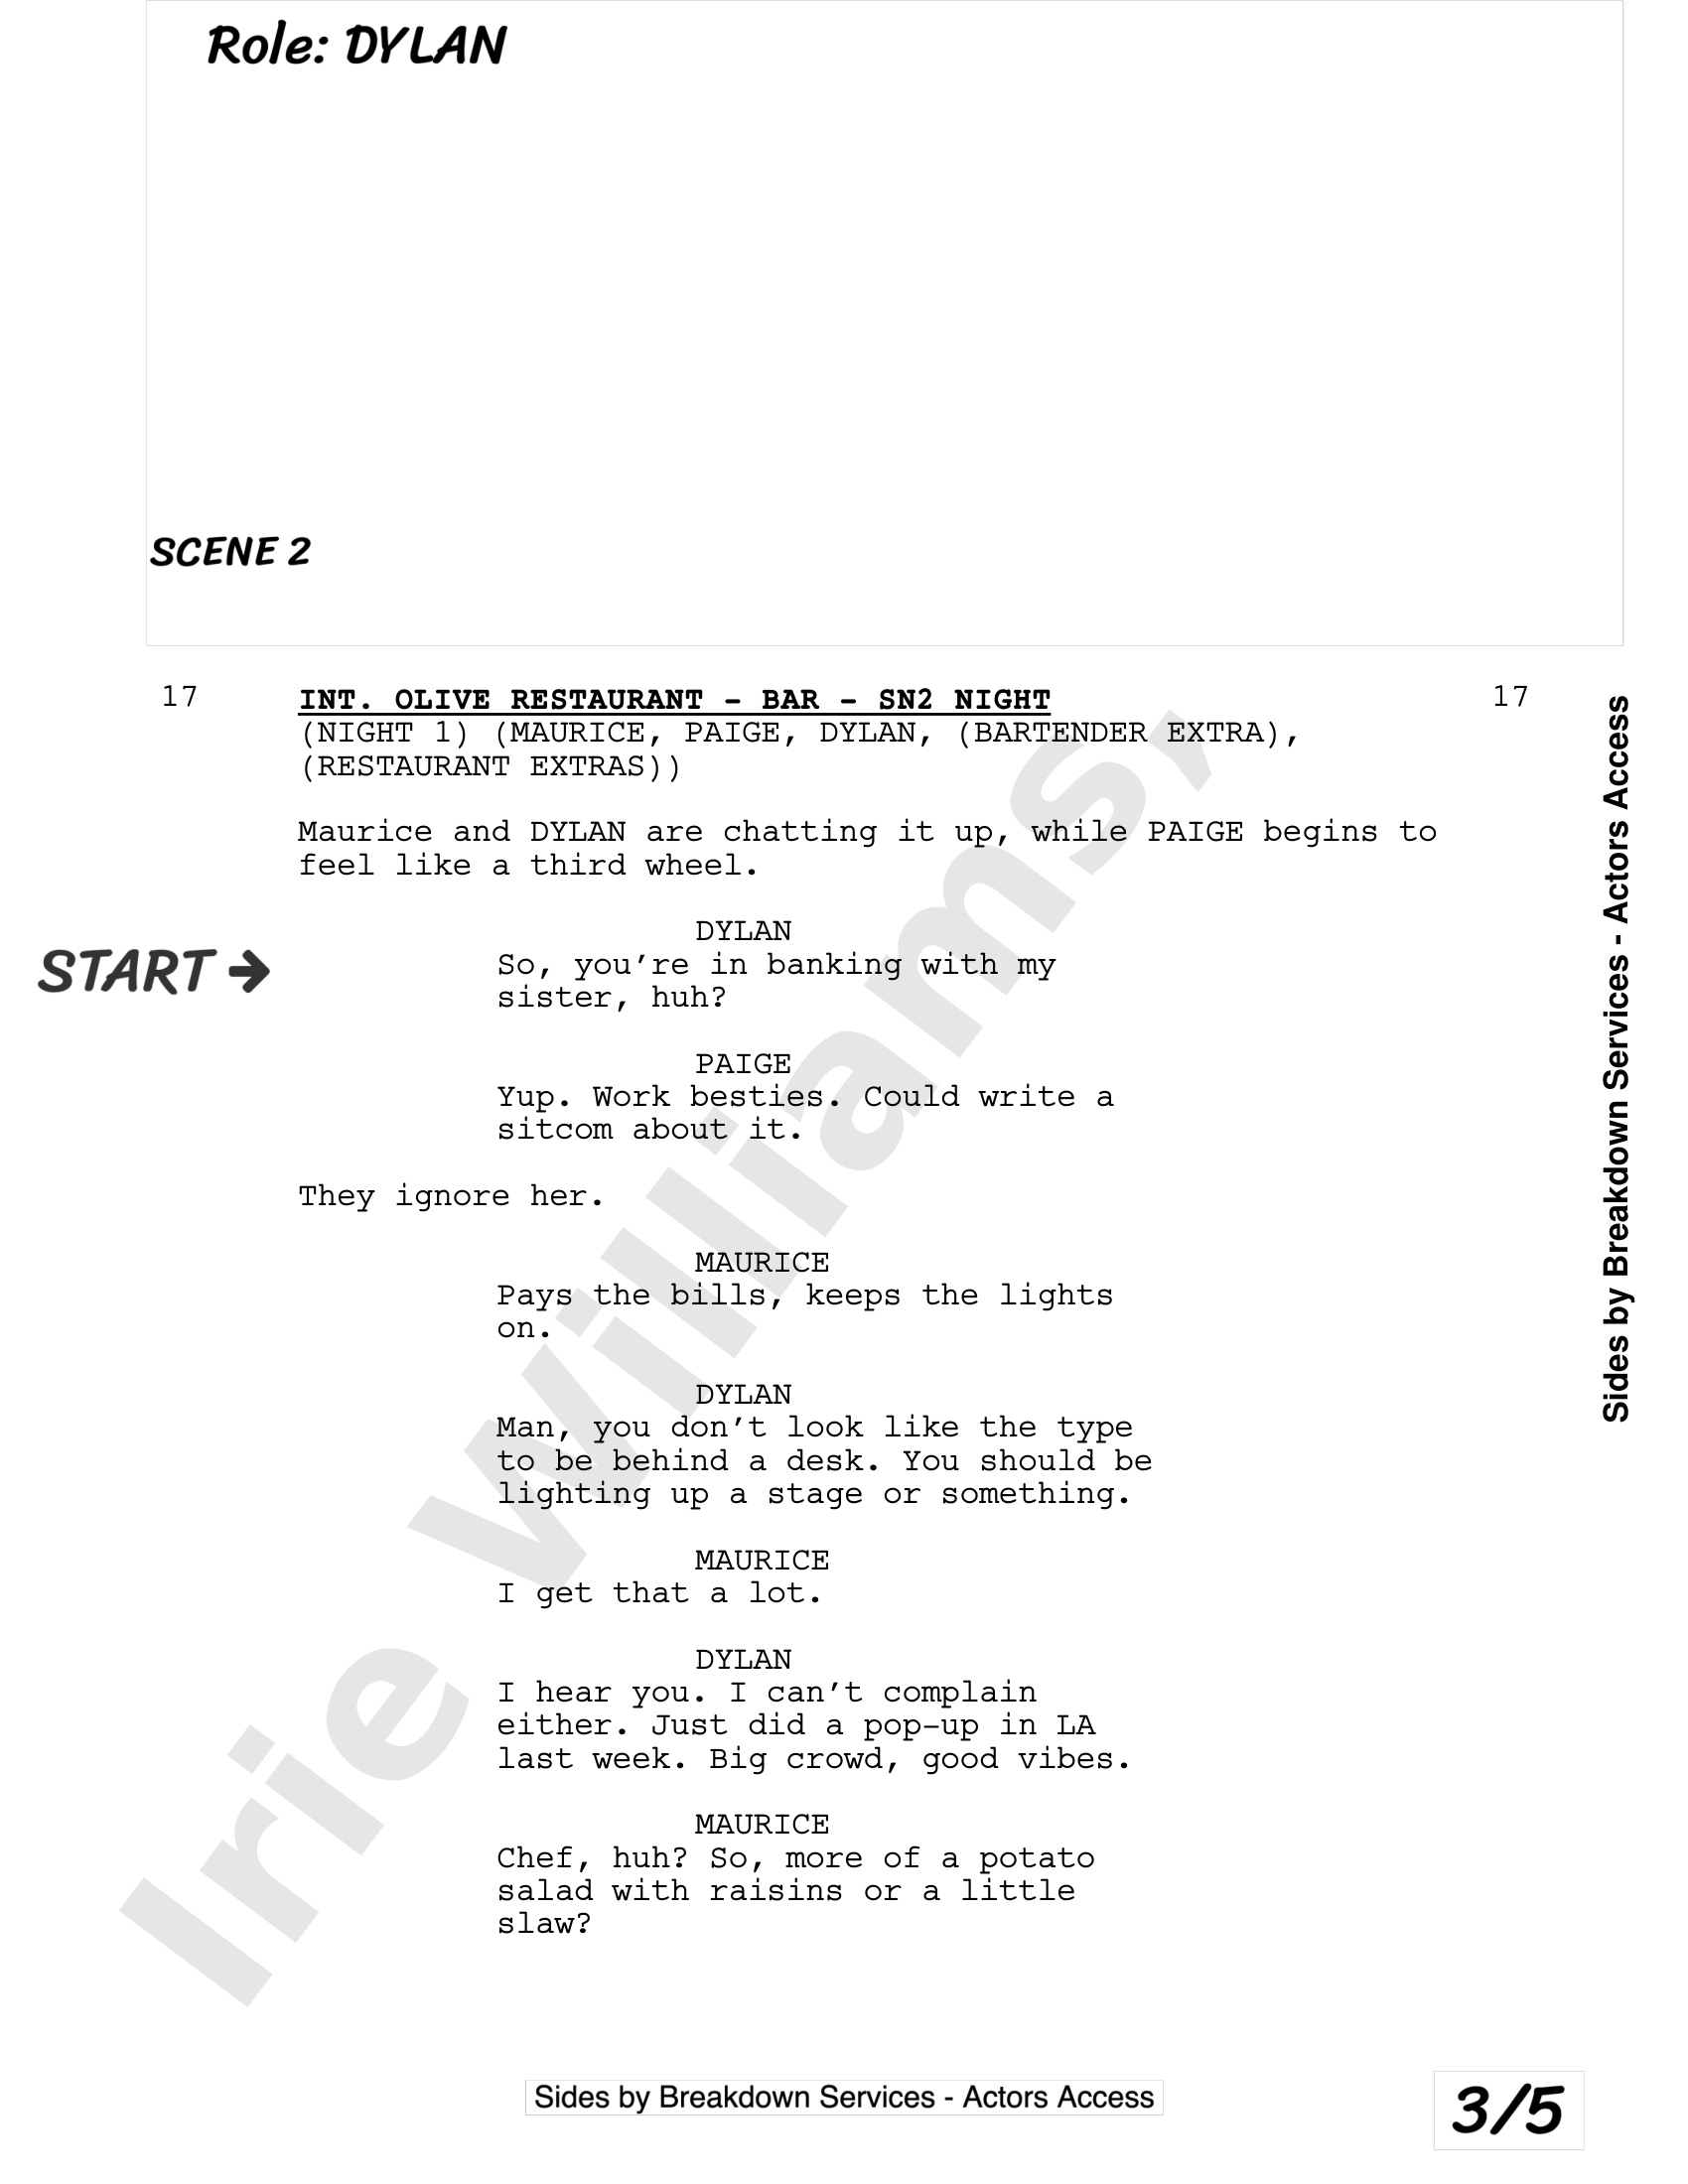 Role: DYLAN
SCENE 2
17 INT. OLIVE RESTAURANT - BAR - SN2 NIGHT 17
(NIGHT 1) (MAURICE, PAIGE, DYLAN, (BARTENDER EXTRA),
(RESTAURANT EXTRAS))
Maurice and DYLAN are chatting it up, while PAIGE begins to
feel like a third wheel.
DYLAN
START → So, you're in banking with my
sister, huh?
PAIGE
Yup. Work besties. Could write a
sitcom about it.
They ignore her.
MAURICE
Pays the bills, keeps the lights
on.
DYLAN
Man, you don't look like the type
to be behind a desk. You should be
lighting up a stage or something.
MAURICE
I get that a lot.
DYLAN
I hear you. I can't complain
either. Just did a pop-up in LA
last week. Big crowd, good vibes.
MAURICE
Chef, huh? So, more of a potato
salad with raisins or a little
slaw?
Sides by Breakdown Services - Actors Access
3/5
Sides by Breakdown Services - Actors Access
Irie Williams,